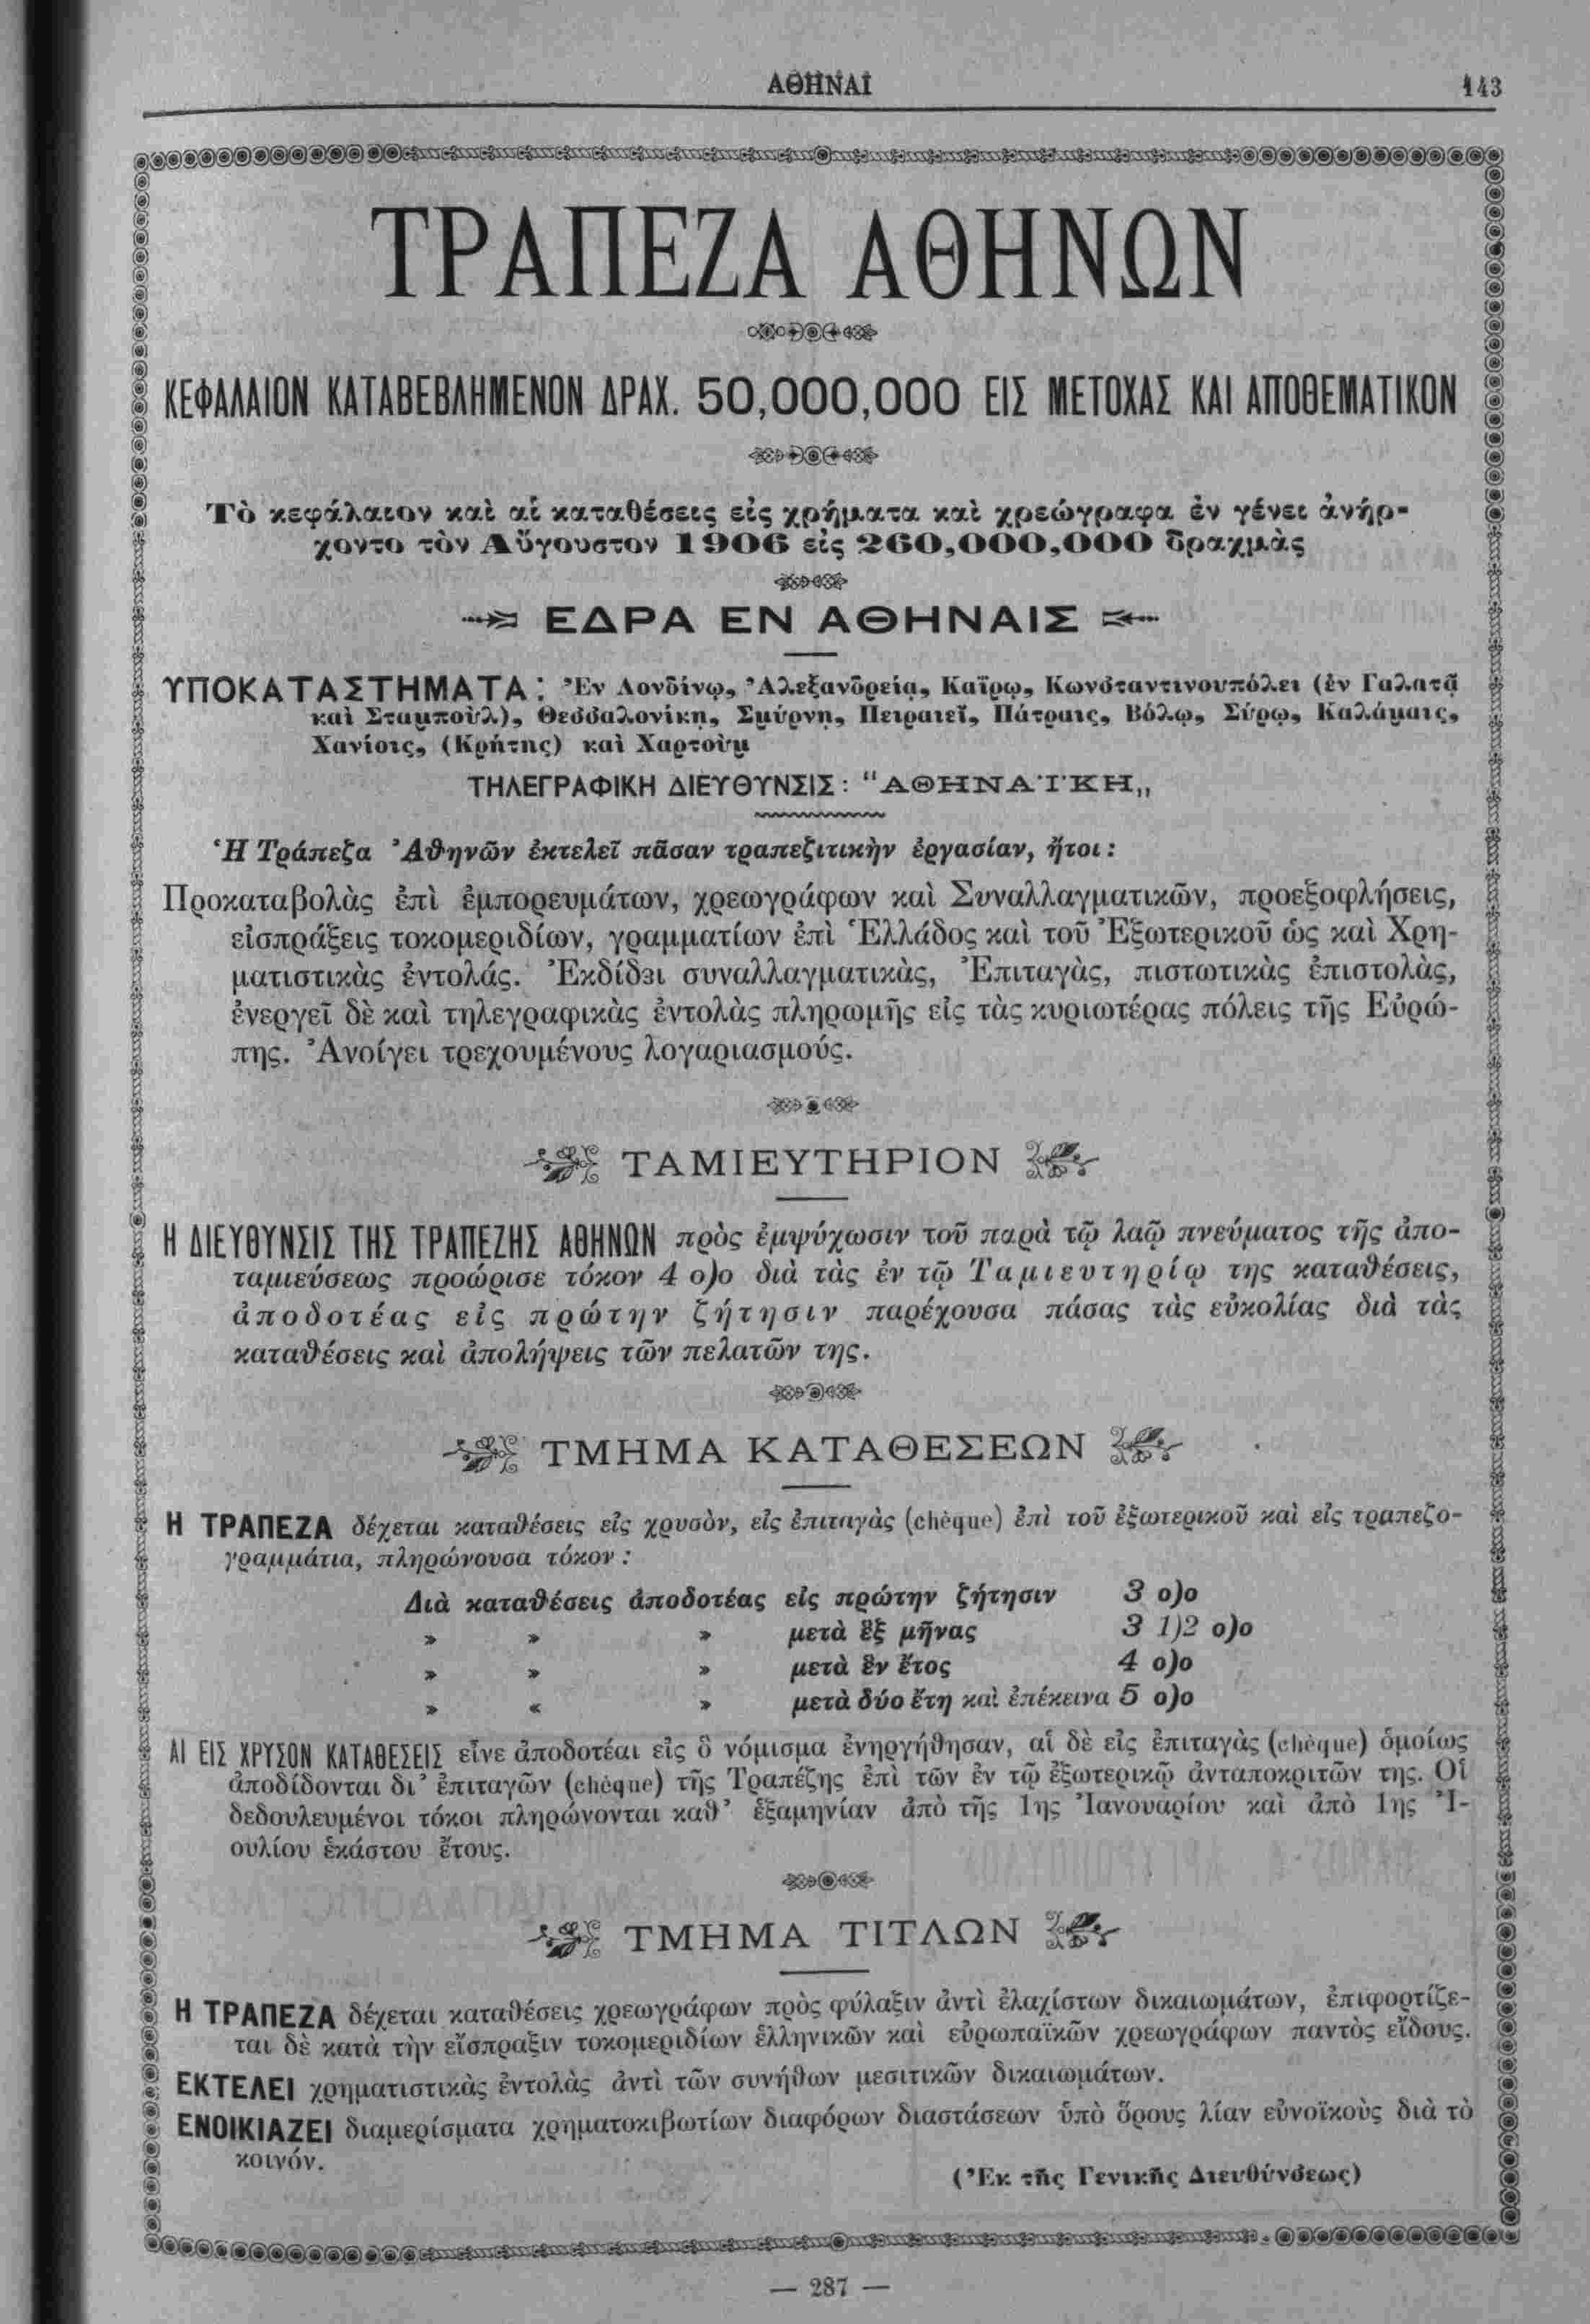 ΑΘΗΝΑΙ
143
ΤΡΑΠΕΖΑ ΑΘΗΝΩΝ
ΚΕΦΑΛΑΙΟΝ ΚΑΤΑΒΕΒΛΗΜΕΝΟΝ ΔΡΑΧ. 50,000,000 ΕΙΣ ΜΕΤΟΧΑΣ ΚΑΙ ΑΠΟΘΕΜΑΤΙΚΟΝ
Τὸ κεφάλαιον καὶ αἱ καταθέσεις εἰς χρήματα καὶ χρεώγραφα ἐν γένει ἀνήρ-
χοντο τὸν Αὔγουστον 1906 εἰς 260,000,000 δραχμὰς
ΕΔΡΑ ΕΝ ΑΘΗΝΑΙΣ
ΥΠΟΚΑΤΑΣΤΗΜΑΤΑ: Ἐν Λονδίνῳ, Ἀλεξανδρείᾳ, Καΐρῳ, Κωνσταντινουπόλει (ἐν Γαλατᾷ
καὶ Σταμποὺλ), Θεσσαλονίκῃ, Σμύρνῃ, Πειραιεῖ, Πάτραις, Βόλῳ, Σύρῳ, Καλάμαις,
Χανίοις, (Κρήτης) καὶ Χαρτοὺμ
ΤΗΛΕΓΡΑΦΙΚΗ ΔΙΕΥΘΥΝΣΙΣ: "ΑΘΗΝΑΪΚΗ„
Ἡ Τράπεζα Ἀθηνῶν ἐκτελεῖ πᾶσαν τραπεζιτικὴν ἐργασίαν, ἤτοι:
Προκαταβολὰς ἐπὶ ἐμπορευμάτων, χρεωγράφων καὶ Συναλλαγματικῶν, προεξοφλήσεις,
εἰσπράξεις τοκομεριδίων, γραμματίων ἐπὶ Ἑλλάδος καὶ τοῦ Ἐξωτερικοῦ ὡς καὶ Χρη-
ματιστικὰς ἐντολάς. Ἐκδίδει συναλλαγματικὰς, Ἐπιταγὰς, πιστωτικὰς ἐπιστολὰς,
ἐνεργεῖ δὲ καὶ τηλεγραφικὰς ἐντολὰς πληρωμῆς εἰς τὰς κυριωτέρας πόλεις τῆς Εὐρώ-
πης. Ἀνοίγει τρεχουμένους λογαριασμούς.
ΤΑΜΙΕΥΤΗΡΙΟΝ
Η ΔΙΕΥΘΥΝΣΙΣ ΤΗΣ ΤΡΑΠΕΖΗΣ ΑΘΗΝΩΝ πρὸς ἐμψύχωσιν τοῦ παρὰ τῷ λαῷ πνεύματος τῆς ἀπο-
ταμιεύσεως προώρισε τόκον 4 ο)ο διὰ τὰς ἐν τῷ Ταμιευτηρίῳ της καταθέσεις,
ἀποδοτέας εἰς πρώτην ζήτησιν παρέχουσα πάσας τὰς εὐκολίας διὰ τὰς
καταθέσεις καὶ ἀπολήψεις τῶν πελατῶν της.
ΤΜΗΜΑ ΚΑΤΑΘΕΣΕΩΝ
Η ΤΡΑΠΕΖΑ δέχεται καταθέσεις εἰς χρυσὸν, εἰς ἐπιταγὰς (chèque) ἐπὶ τοῦ ἐξωτερικοῦ καὶ εἰς τραπεζο-
γραμμάτια, πληρώνουσα τόκον:
Διὰ καταθέσεις ἀποδοτέας εἰς πρώτην ζήτησιν 3 ο)ο
» » » μετὰ ἓξ μῆνας 3 1)2 ο)ο
» » » μετὰ ἓν ἔτος 4 ο)ο
» « » μετὰ δύο ἔτη καὶ ἐπέκεινα 5 ο)ο
ΑΙ ΕΙΣ ΧΡΥΣΟΝ ΚΑΤΑΘΕΣΕΙΣ εἶνε ἀποδοτέαι εἰς ὃ νόμισμα ἐνηργήθησαν, αἱ δὲ εἰς ἐπιταγὰς (chèque) ὁμοίως
ἀποδίδονται δι' ἐπιταγῶν (chèque) τῆς Τραπέζης ἐπὶ τῶν ἐν τῷ ἐξωτερικῷ ἀνταποκριτῶν της. Οἱ
δεδουλευμένοι τόκοι πληρώνονται καθ' ἑξαμηνίαν ἀπὸ τῆς 1ης Ἰανουαρίου καὶ ἀπὸ 1ης Ἰ-
ουλίου ἑκάστου ἔτους.
ΤΜΗΜΑ ΤΙΤΛΩΝ
Η ΤΡΑΠΕΖΑ δέχεται καταθέσεις χρεωγράφων πρὸς φύλαξιν ἀντὶ ἐλαχίστων δικαιωμάτων, ἐπιφορτίζε-
ται δὲ κατὰ τὴν εἴσπραξιν τοκομεριδίων ἑλληνικῶν καὶ εὐρωπαϊκῶν χρεωγράφων παντὸς εἴδους.
ΕΚΤΕΛΕΙ χρηματιστικὰς ἐντολὰς ἀντὶ τῶν συνήθων μεσιτικῶν δικαιωμάτων.
ΕΝΟΙΚΙΑΖΕΙ διαμερίσματα χρηματοκιβωτίων διαφόρων διαστάσεων ὑπὸ ὅρους λίαν εὐνοϊκοὺς διὰ τὸ
κοινόν.
(Ἐκ τῆς Γενικῆς Διευθύνσεως)
— 287 —